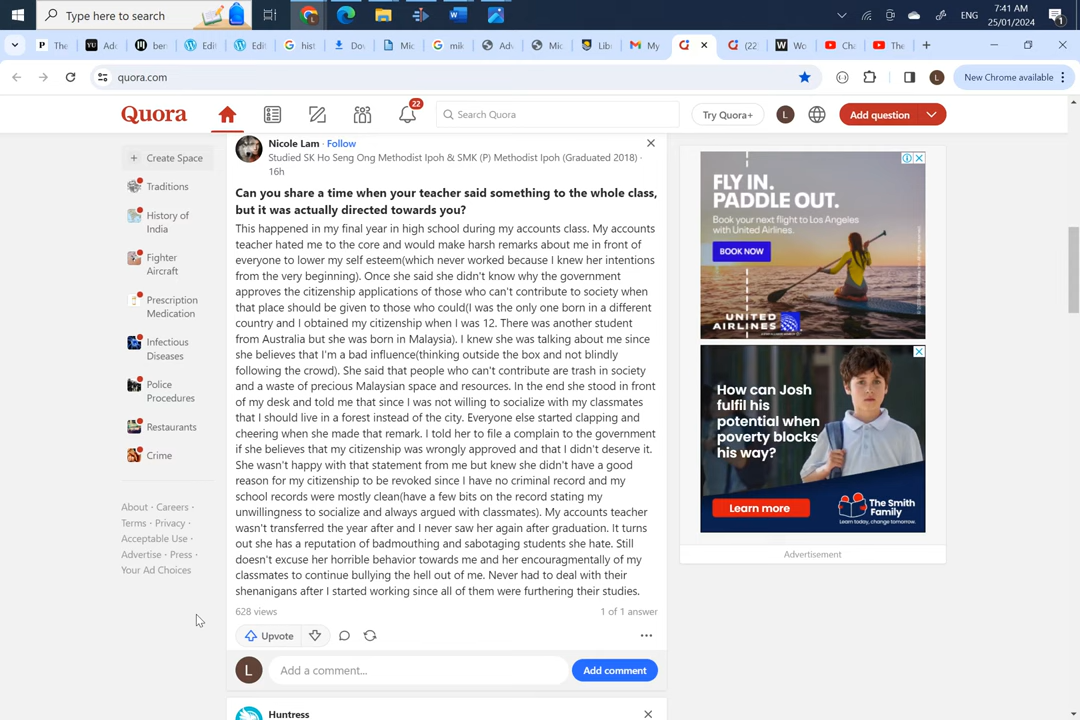 Type here to search
ENG
7:41 AM
25/01/2024
The
Adc
ber
Edit
Edit
hist
Dov
Mic
mik
Adv
Mic
Libr
My
(22
Wo
Ch
The
quora.com
New Chrome available
Quora
22
Search Quora
Try Quora+
L
Add question
Create Space
Traditions
History of
India
Fighter
Aircraft
Prescription
Medication
Infectious
Diseases
Police
Procedures
Restaurants
Crime
About · Careers ·
Terms · Privacy ·
Acceptable Use ·
Advertise · Press ·
Your Ad Choices
Nicole Lam · Follow
Studied SK Ho Seng Ong Methodist Ipoh & SMK (P) Methodist Ipoh (Graduated 2018) ·
16h
Can you share a time when your teacher said something to the whole class,
but it was actually directed towards you?
This happened in my final year in high school during my accounts class. My accounts
teacher hated me to the core and would make harsh remarks about me in front of
everyone to lower my self esteem(which never worked because I knew her intentions
from the very beginning). Once she said she didn't know why the government
approves the citizenship applications of those who can't contribute to society when
that place should be given to those who could(I was the only one born in a different
country and I obtained my citizenship when I was 12. There was another student
from Australia but she was born in Malaysia). I knew she was talking about me since
she believes that I'm a bad influence(thinking outside the box and not blindly
following the crowd). She said that people who can't contribute are trash in society
and a waste of precious Malaysian space and resources. In the end she stood in front
of my desk and told me that since I was not willing to socialize with my classmates
that I should live in a forest instead of the city. Everyone else started clapping and
cheering when she made that remark. I told her to file a complain to the government
if she believes that my citizenship was wrongly approved and that I didn't deserve it.
She wasn't happy with that statement from me but knew she didn't have a good
reason for my citizenship to be revoked since I have no criminal record and my
school records were mostly clean(have a few bits on the record stating my
unwillingness to socialize and always argued with classmates). My accounts teacher
wasn't transferred the year after and I never saw her again after graduation. It turns
out she has a reputation of badmouthing and sabotaging students she hate. Still
doesn't excuse her horrible behavior towards me and her encouragmentally of my
classmates to continue bullying the hell out of me. Never had to deal with their
shenanigans after I started working since all of them were furthering their studies.
628 views
1 of 1 answer
Upvote
L
Add a comment...
Add comment
Huntress
FLY IN.
PADDLE OUT.
Book your next flight to Los Angeles
with United Airlines.
BOOK NOW
UNITED
AIRLINES
How can Josh
fulfil his
potential when
poverty blocks
his way?
Learn more
The Smith
Family
Learn today, change tomorrow.
Advertisement